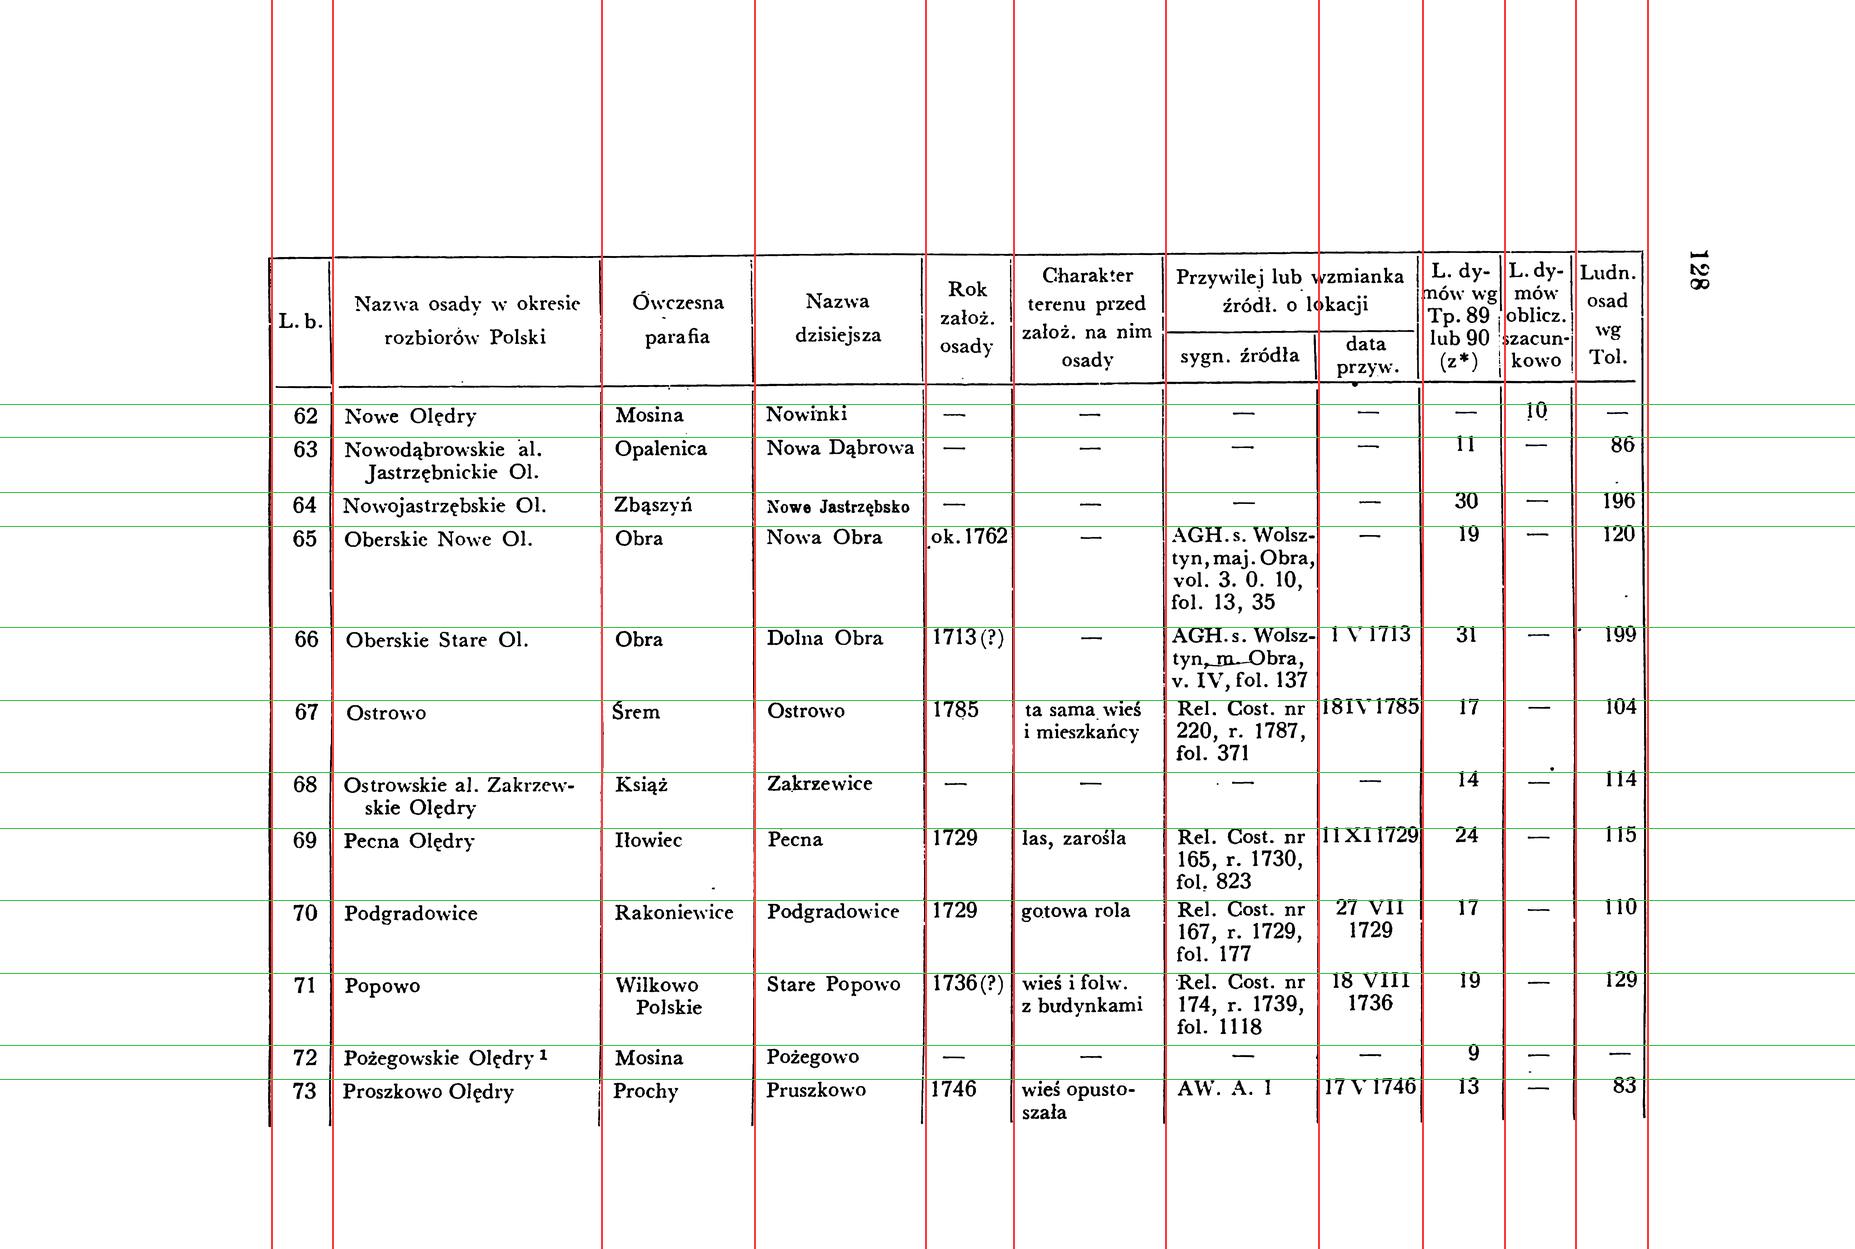 128
L. b.
Nazwa osady w okresie
rozbiorów Polski
Ówczesna
parafia
Nazwa
dzisiejsza
Rok
założ.
osady
Charakter
terenu przed
założ. na nim
osady
Przywilej lub wzmianka
źródł. o lokacji
sygn. źródła
data
przyw.
L. dy-
mów wg
Tp. 89
lub 90
(z*)
L. dy-
mów
oblicz.
szacun-
kowo
Ludn.
osad
wg
Tol.
62 Nowe Olędry Mosina Nowinki — — — — — 10 —
63 Nowodąbrowskie al. Opalenica Nowa Dąbrowa — — — — 11 — 86
Jastrzębnickie Ol.
64 Nowojastrzębskie Ol. Zbąszyń Nowe Jastrzębsko — — — — 30 — 196
65 Oberskie Nowe Ol. Obra Nowa Obra ok. 1762 — AGH. s. Wolsz- — 19 — 120
tyn, maj. Obra,
vol. 3. 0. 10,
fol. 13, 35
66 Oberskie Stare Ol. Obra Dolna Obra 1713 (?) — AGH. s. Wolsz- 1 V 1713 31 — 199
tyn, m. Obra,
v. IV, fol. 137
67 Ostrowo Śrem Ostrowo 1785 ta sama wieś Rel. Cost. nr 18 IV 1785 17 — 104
i mieszkańcy 220, r. 1787,
fol. 371
68 Ostrowskie al. Zakrzew- Książ Zakrzewice — — — — 14 — 114
skie Olędry
69 Pecna Olędry Iłowiec Pecna 1729 las, zarośla Rel. Cost. nr 11 XI 1729 24 — 115
165, r. 1730,
fol. 823
70 Podgradowice Rakoniewice Podgradowice 1729 gotowa rola Rel. Cost. nr 27 VII 17 — 110
167, r. 1729, 1729
fol. 177
71 Popowo Wilkowo Stare Popowo 1736 (?) wieś i folw. Rel. Cost. nr 18 VIII 19 — 129
Polskie z budynkami 174, r. 1739, 1736
fol. 1118
72 Pożegowskie Olędry ¹ Mosina Pożegowo — — — — 9 — —
73 Proszkowo Olędry Prochy Pruszkowo 1746 wieś opusto- AW. A. 1 17 V 1746 13 — 83
szała